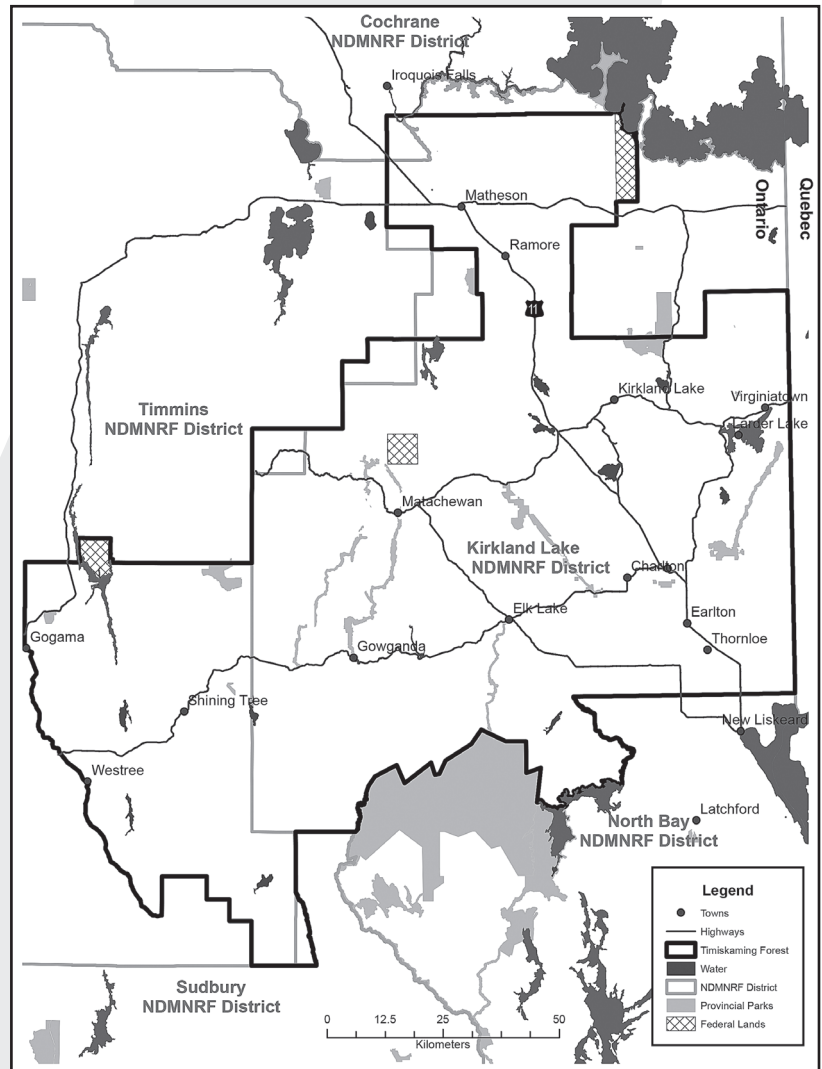 Cochrane
NDMNRF District
Iroquois Falls
Ontario
Quebec
Matheson
Ramore
11
Kirkland Lake
Virginiatown
Larder Lake
Timmins
NDMNRF District
Matachewan
Kirkland Lake
NDMNRF District
Charlton
Elk Lake
Earlton
Thornloe
Gogama
Gowganda
Shining Tree
New Liskeard
Westree
Latchford
North Bay
NDMNRF District
Sudbury
NDMNRF District
0 12.5 25 50
Kilometers
Legend
Towns
Highways
Timiskaming Forest
Water
NDMNRF District
Provincial Parks
Federal Lands